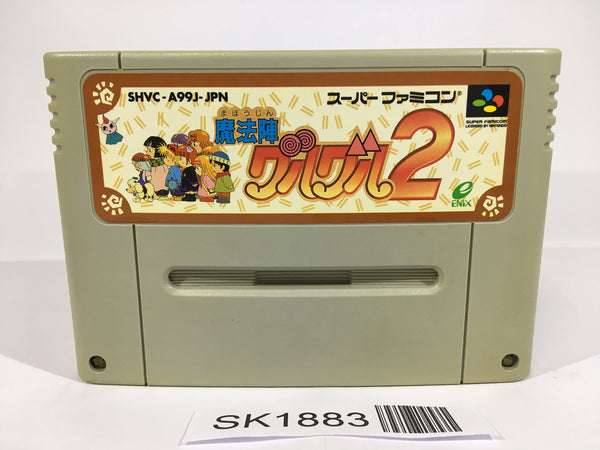 SHVC-A99J-JPN
スーパーファミコン®
SUPER FAMICOM
LICENSED BY NINTENDO
まほうじん
魔法陣
グルグル2
ENIX
SK1883